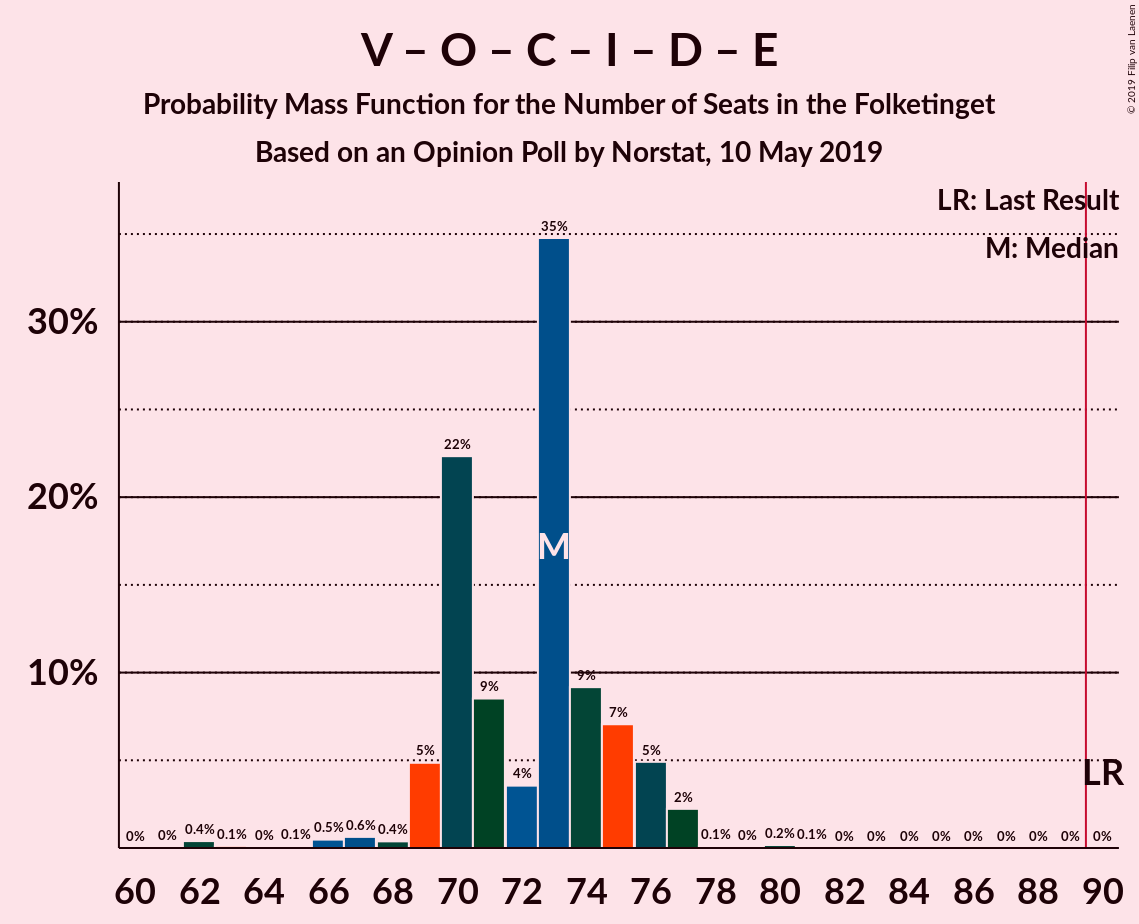 V – O – C – I – D – E
Probability Mass Function for the Number of Seats in the Folketinget
Based on an Opinion Poll by Norstat, 10 May 2019
© 2019 Filip van Laenen
LR: Last Result
M: Median
30%
20%
10%
0% 0% 0.4% 0.1% 0% 0.1% 0.5% 0.6% 0.4% 5% 22% 9% 4% 35% 9% 7% 5% 2% 0.1% 0% 0.2% 0.1% 0% 0% 0% 0% 0% 0% 0% 0% 0%
M
LR
60 62 64 66 68 70 72 74 76 78 80 82 84 86 88 90